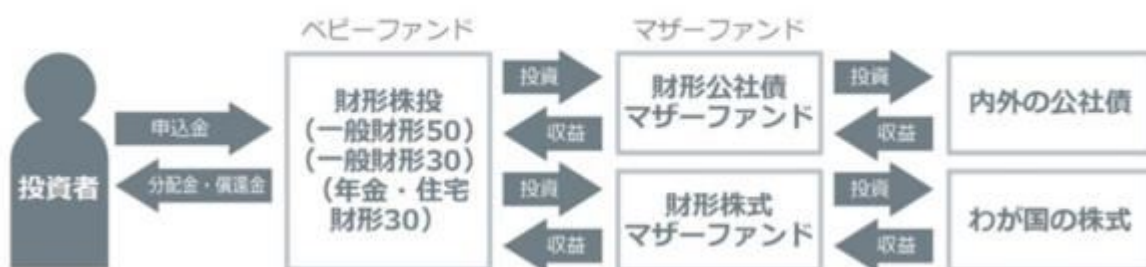 ベビーファンド
マザーファンド
投資者
申込金
分配金・償還金
財形株投
（一般財形50）
（一般財形30）
（年金・住宅
財形30）
投資
収益
投資
収益
財形公社債
マザーファンド
財形株式
マザーファンド
投資
収益
投資
収益
内外の公社債
わが国の株式